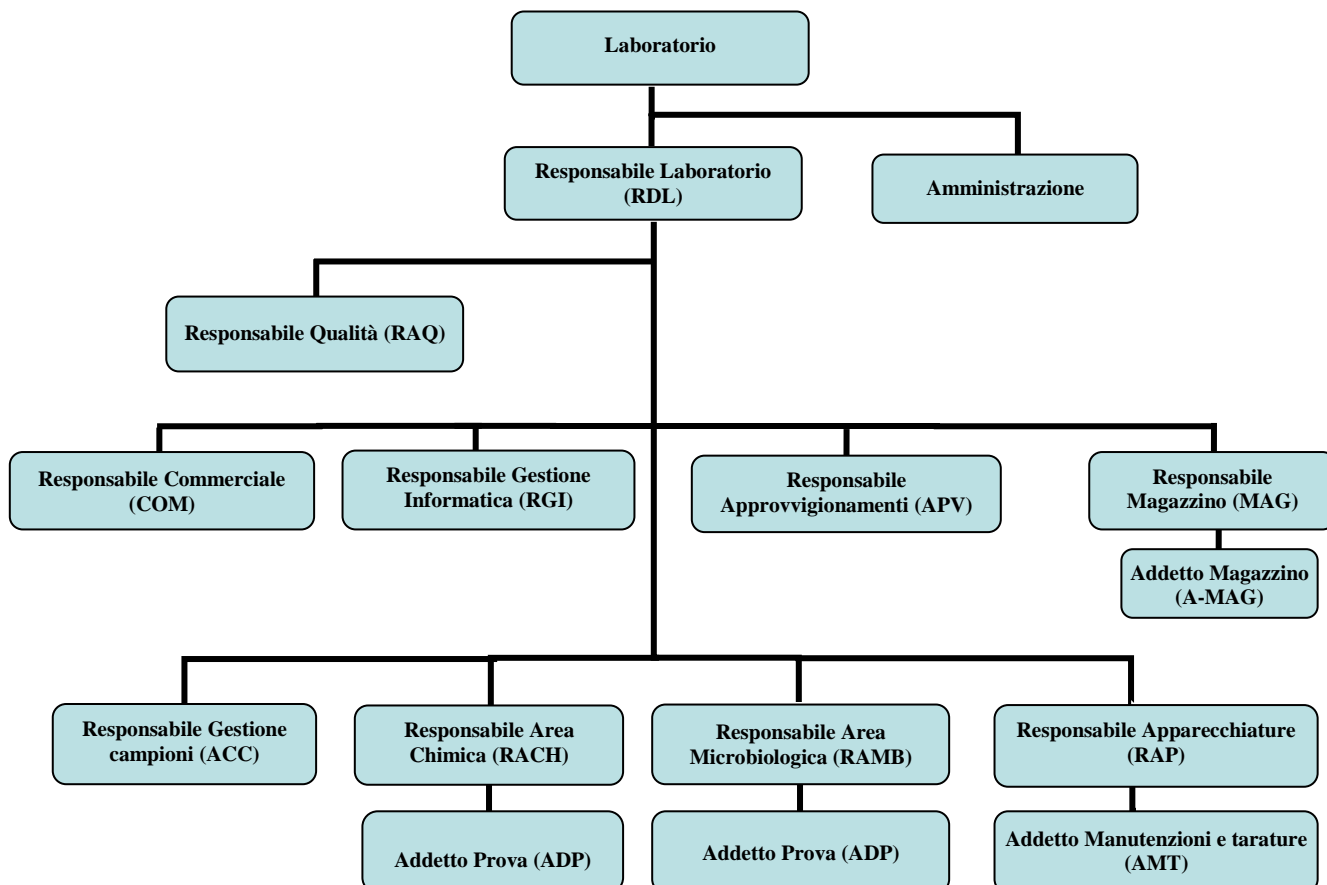 Laboratorio
Responsabile Laboratorio
(RDL)
Amministrazione
Responsabile Qualità (RAQ)
Responsabile Commerciale
(COM)
Responsabile Gestione
Informatica (RGI)
Responsabile
Approvvigionamenti (APV)
Responsabile
Magazzino (MAG)
Addetto Magazzino
(A-MAG)
Responsabile Gestione
campioni (ACC)
Responsabile Area
Chimica (RACH)
Responsabile Area
Microbiologica (RAMB)
Responsabile Apparecchiature
(RAP)
Addetto Prova (ADP)
Addetto Prova (ADP)
Addetto Manutenzioni e tarature
(AMT)